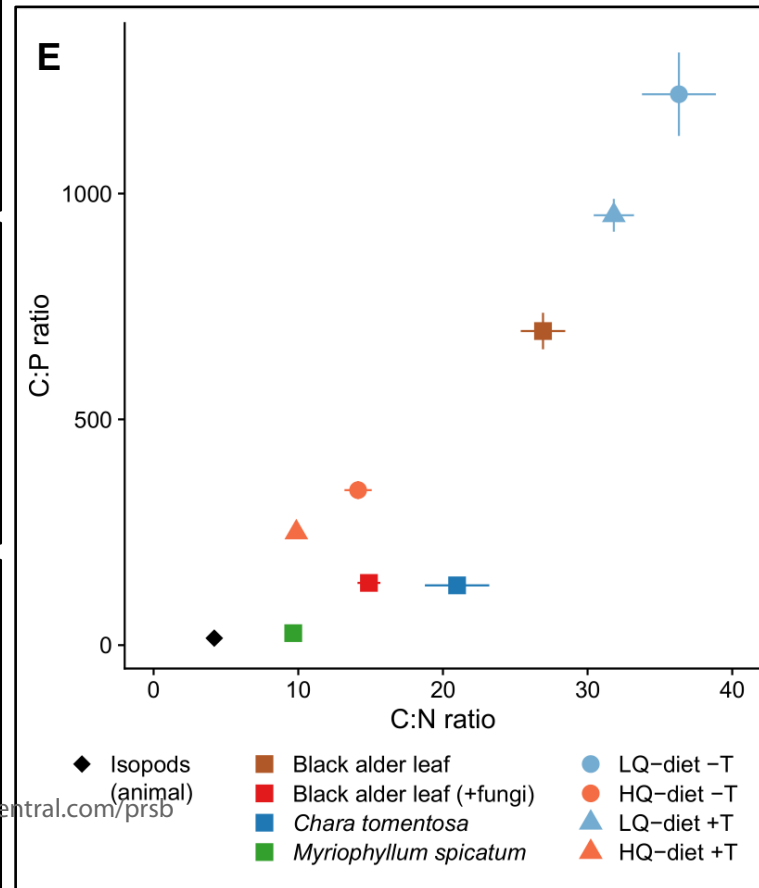 E
C:P ratio
1000
500
0
0 10 20 30 40
C:N ratio
Isopods
(animal)
Black alder leaf
Black alder leaf (+fungi)
Chara tomentosa
Myriophyllum spicatum
LQ−diet −T
HQ−diet −T
LQ−diet +T
HQ−diet +T
entral.com/prsb